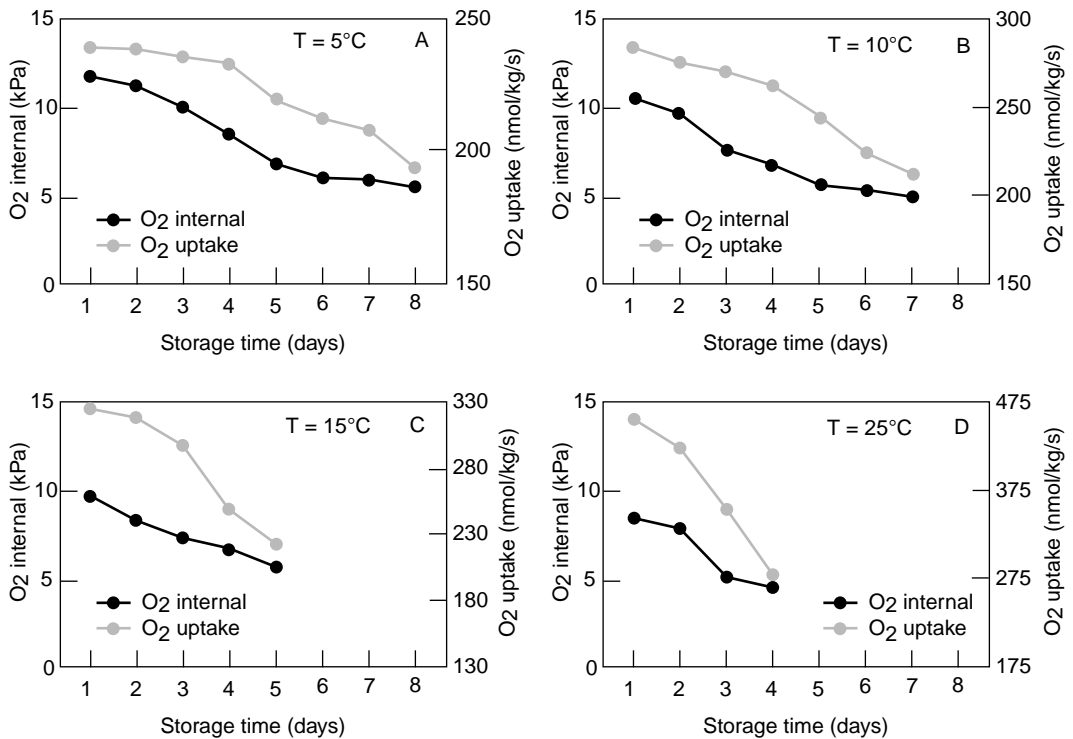 15
10
5
0
O2 internal (kPa)
T = 5°C
A
250
200
150
O2 uptake (nmol/kg/s)
O2 internal
O2 uptake
1 2 3 4 5 6 7 8
Storage time (days)
15
10
5
0
O2 internal (kPa)
T = 10°C
B
300
250
200
150
O2 uptake (nmol/kg/s)
O2 internal
O2 uptake
1 2 3 4 5 6 7 8
Storage time (days)
15
10
5
0
O2 internal (kPa)
T = 15°C
C
330
280
230
180
130
O2 uptake (nmol/kg/s)
O2 internal
O2 uptake
1 2 3 4 5 6 7 8
Storage time (days)
15
10
5
0
O2 internal (kPa)
T = 25°C
D
475
375
275
175
O2 uptake (nmol/kg/s)
O2 internal
O2 uptake
1 2 3 4 5 6 7 8
Storage time (days)